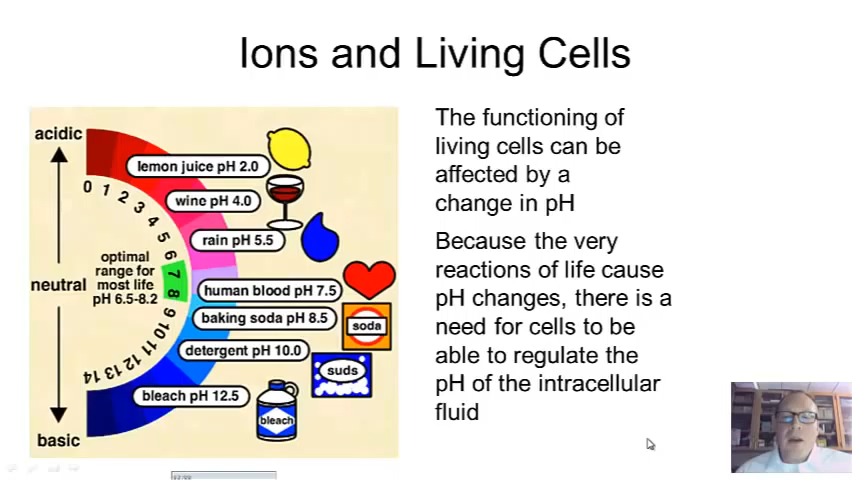 Ions and Living Cells
acidic
lemon juice pH 2.0
wine pH 4.0
rain pH 5.5
0 1 2 3 4 5 6 7 8 9 10 11 12 13 14
optimal
range for
most life
pH 6.5-8.2
neutral
human blood pH 7.5
baking soda pH 8.5
soda
detergent pH 10.0
suds
bleach pH 12.5
bleach
basic
The functioning of
living cells can be
affected by a
change in pH
Because the very
reactions of life cause
pH changes, there is a
need for cells to be
able to regulate the
pH of the intracellular
fluid